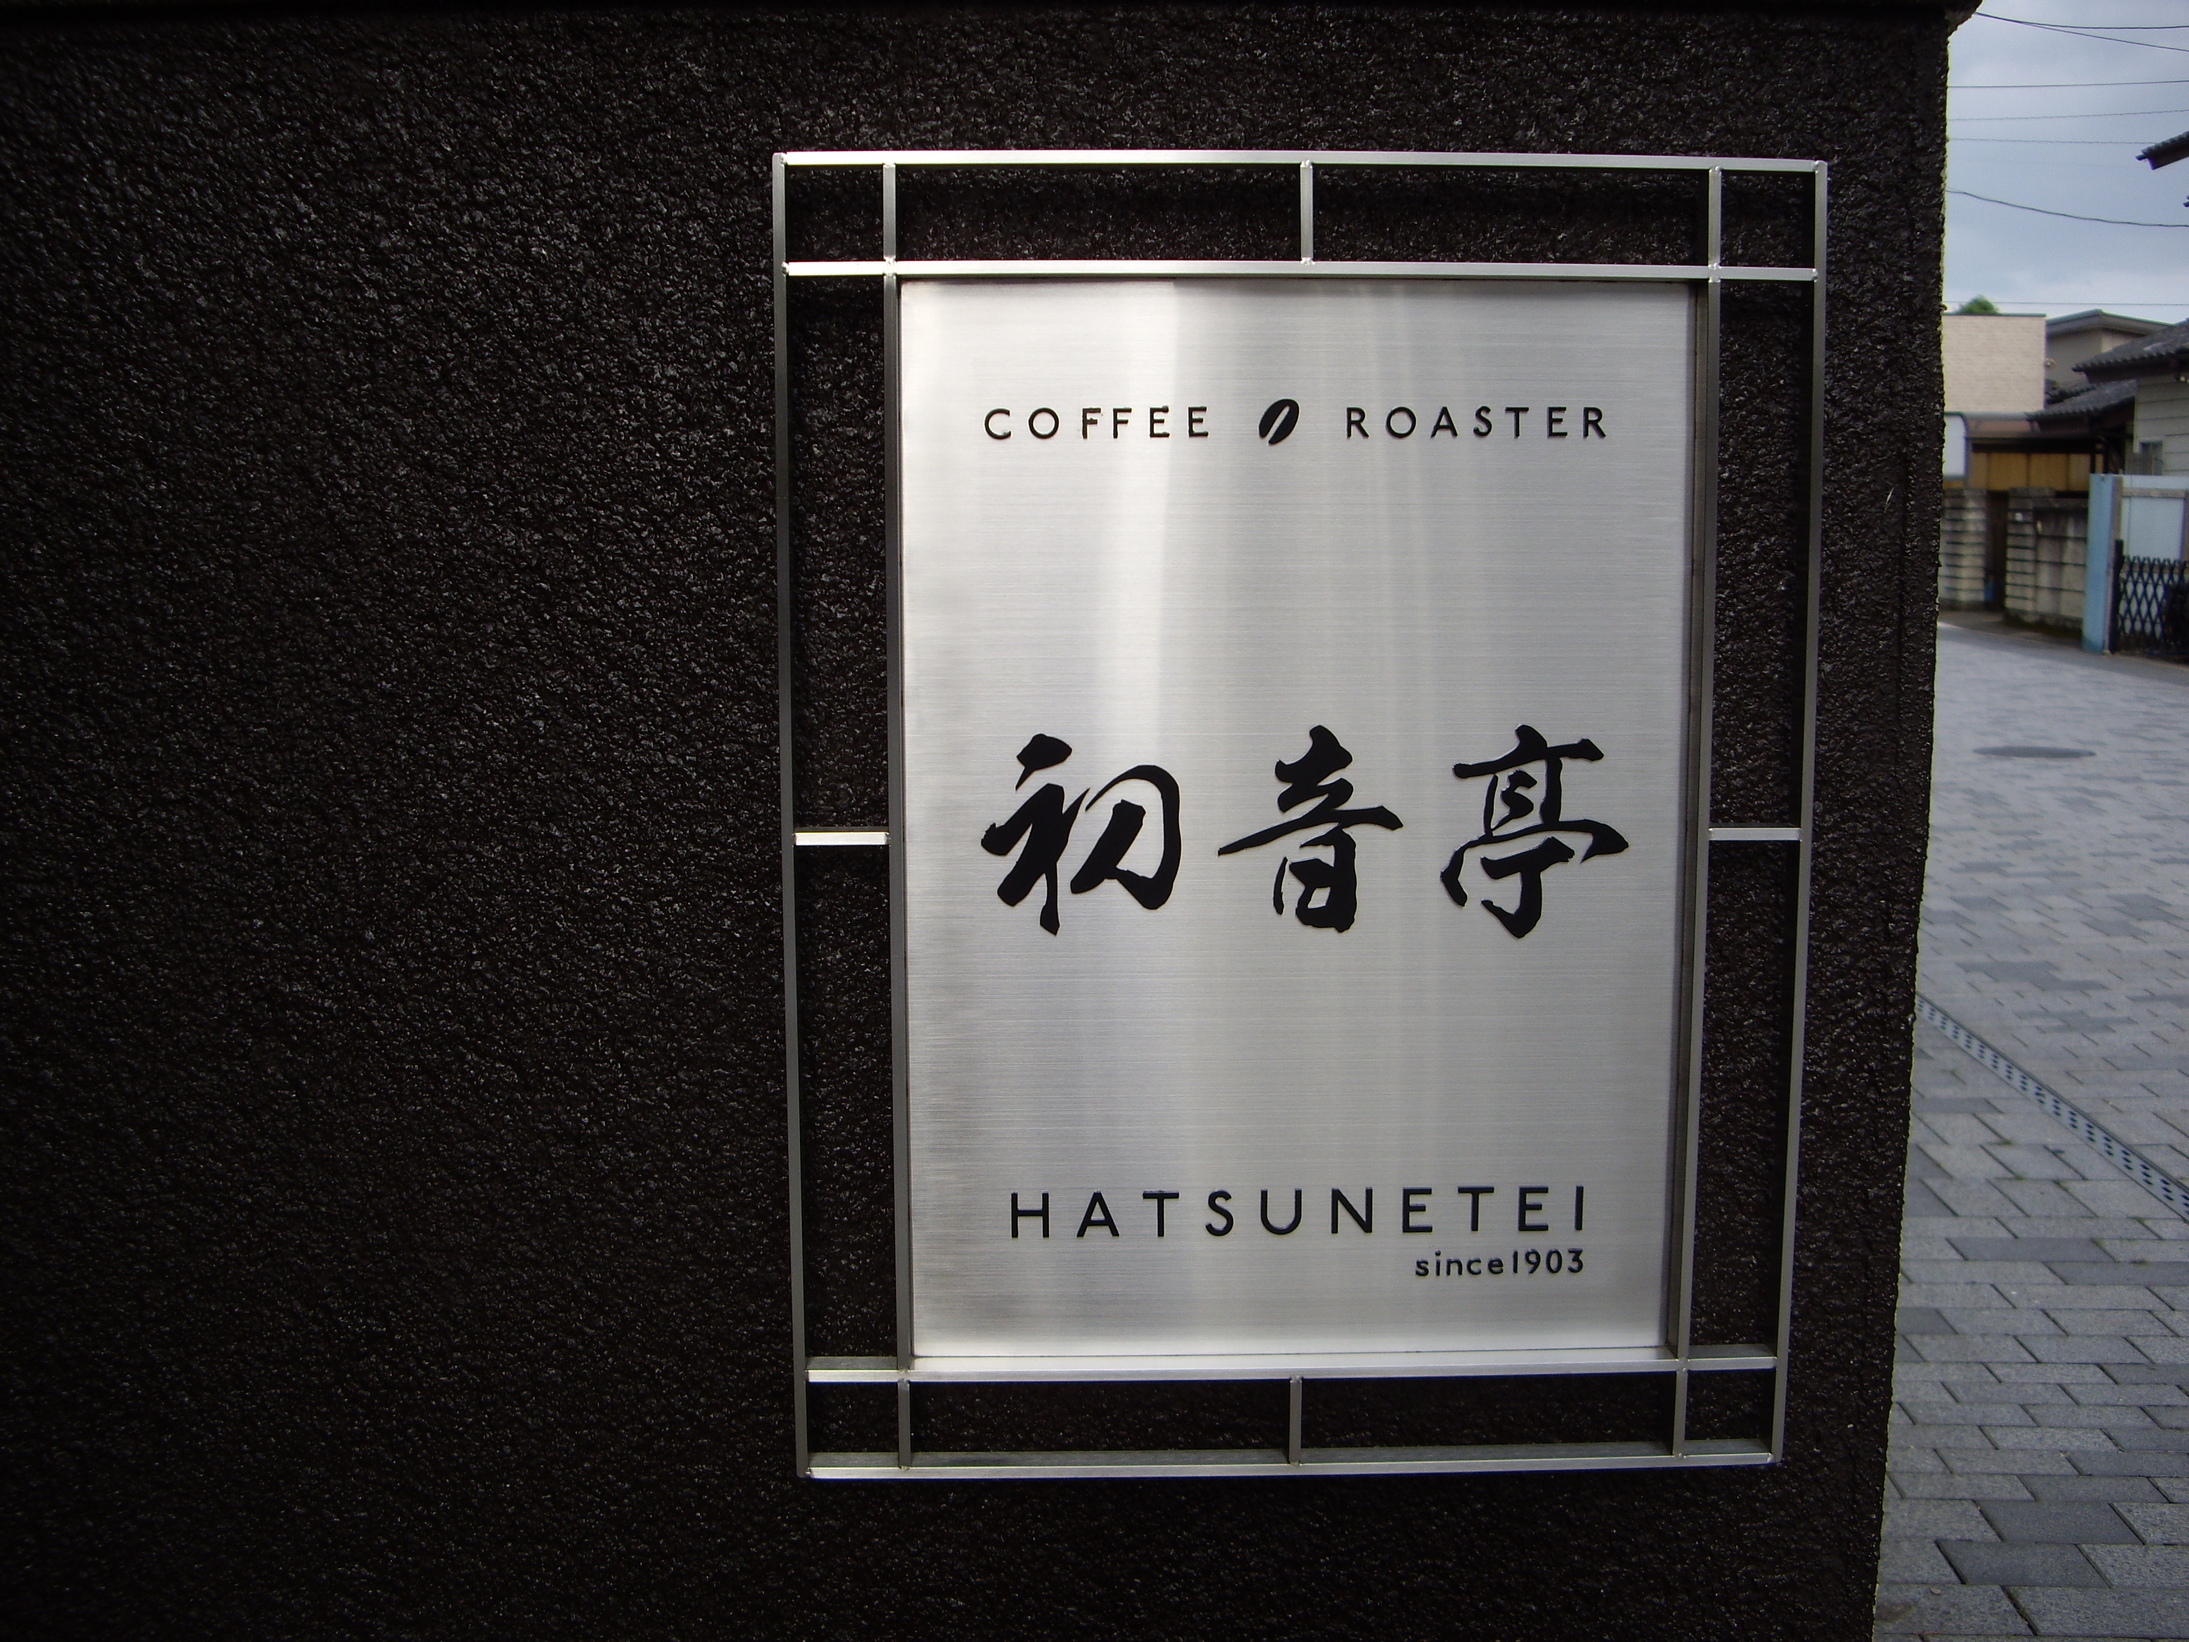 COFFEE ROASTER
初音亭
HATSUNETEI
since1903